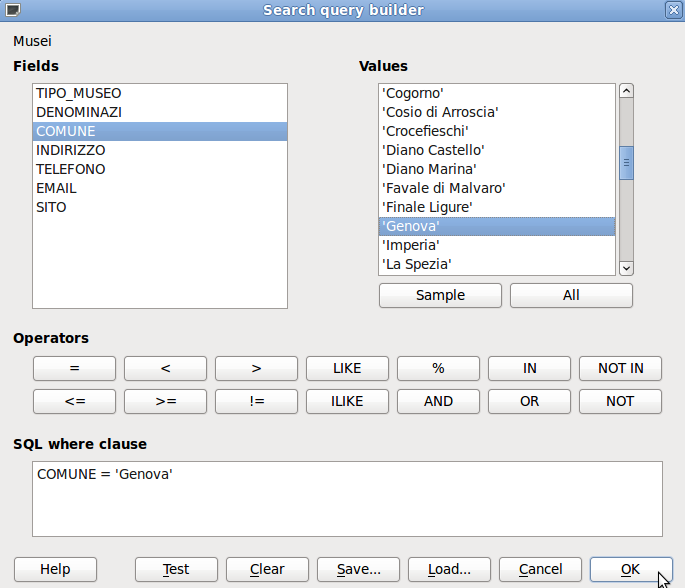 Search query builder
Musei
Fields
Values
TIPO_MUSEO
DENOMINAZI
COMUNE
INDIRIZZO
TELEFONO
EMAIL
SITO
'Cogorno'
'Cosio di Arroscia'
'Crocefieschi'
'Diano Castello'
'Diano Marina'
'Favale di Malvaro'
'Finale Ligure'
'Genova'
'Imperia'
'La Spezia'
Sample All
Operators
= < > LIKE % IN NOT IN
<= >= != ILIKE AND OR NOT
SQL where clause
COMUNE = 'Genova'
Help Test Clear Save... Load... Cancel OK